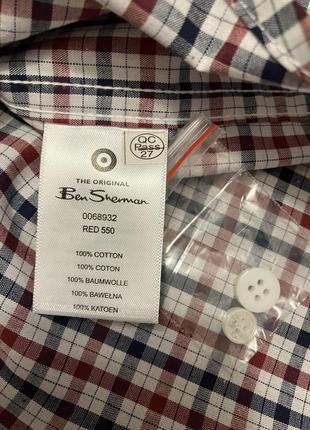 QC
Pass
27
THE ORIGINAL
Ben Sherman
0068932
RED 550
100% COTTON
100% COTON
100% BAUMWOLLE
100% BAWEŁNA
100% KATOEN